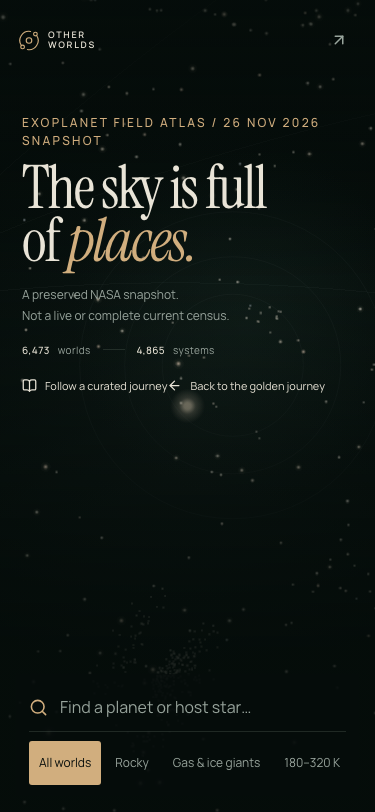 OTHER
WORLDS
EXOPLANET FIELD ATLAS / 26 NOV 2026
SNAPSHOT
The sky is full
of places.
A preserved NASA snapshot.
Not a live or complete current census.
6,473 worlds 4,865 systems
Follow a curated journey Back to the golden journey
Find a planet or host star...
All worlds Rocky Gas & ice giants 180–320 K